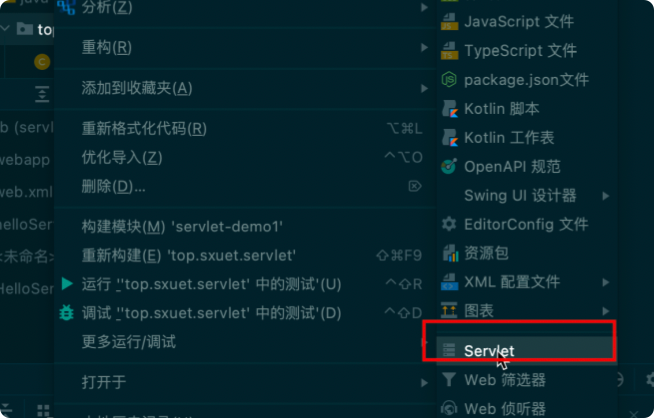 java
分析(Z)
top
重构(R)
添加到收藏夹(A)
重新格式化代码(R) ⌥⌘L
优化导入(Z) ^⌥O
删除(D)...
构建模块(M) 'servlet-demo1'
重新构建(E) 'top.sxuet.servlet' ⇧⌘F9
运行 ''top.sxuet.servlet' 中的测试'(U) ^⇧R
调试 ''top.sxuet.servlet' 中的测试'(D) ^⇧D
更多运行/调试
打开于
b (servl
webapp
web.xml
HelloSer
<未命名>
HelloSer
JavaScript 文件
TypeScript 文件
package.json文件
Kotlin 脚本
Kotlin 工作表
OpenAPI 规范
Swing UI 设计器
EditorConfig 文件
资源包
XML 配置文件
图表
Servlet
Web 筛选器
Web 侦听器